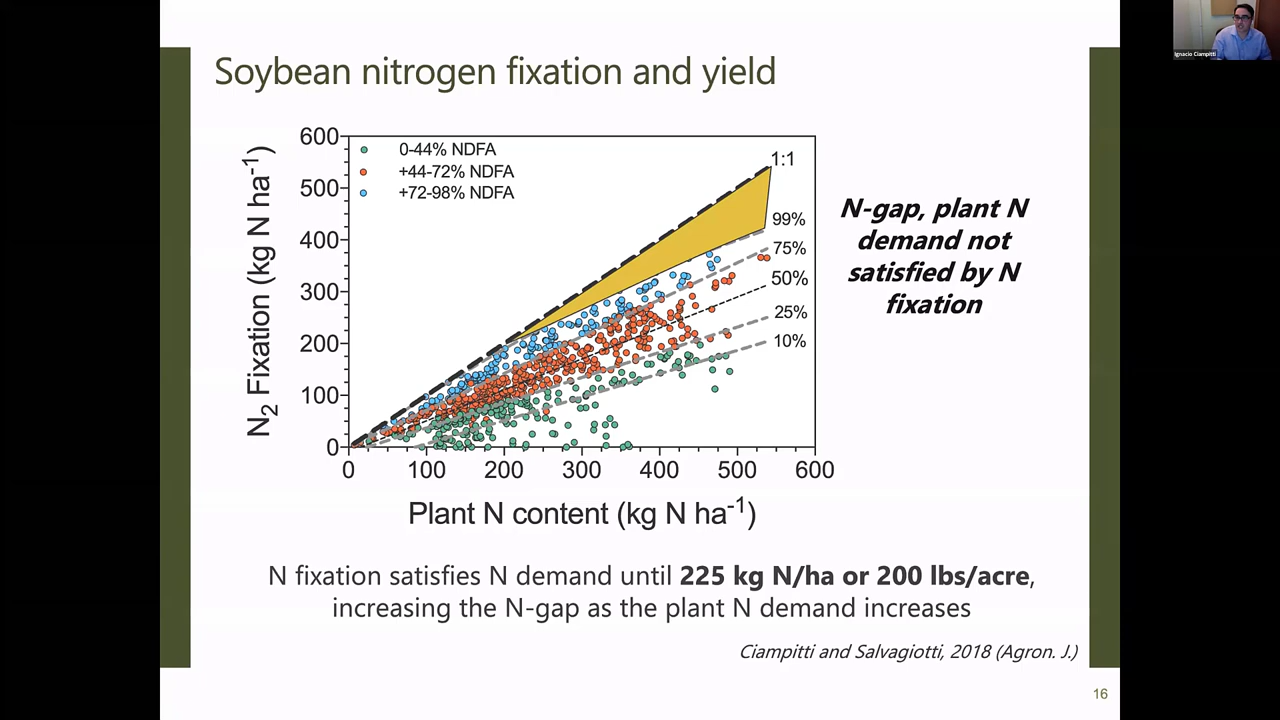 Ignacio Ciampitti
Soybean nitrogen fixation and yield
N₂ Fixation (kg N ha⁻¹)
600
500
400
300
200
100
0
0-44% NDFA
+44-72% NDFA
+72-98% NDFA
1:1
99%
75%
50%
25%
10%
0 100 200 300 400 500 600
Plant N content (kg N ha⁻¹)
N-gap, plant N
demand not
satisfied by N
fixation
N fixation satisfies N demand until 225 kg N/ha or 200 lbs/acre,
increasing the N-gap as the plant N demand increases
Ciampitti and Salvagiotti, 2018 (Agron. J.)
16